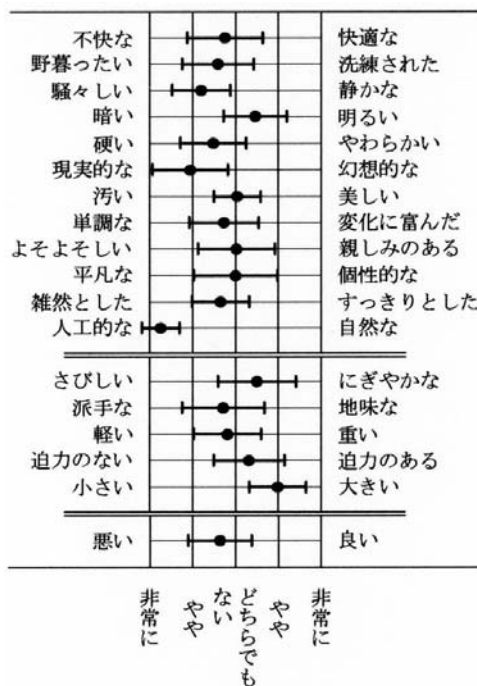 不快な 快適な
野暮ったい 洗練された
騒々しい 静かな
暗い 明るい
硬い やわらかい
現実的な 幻想的な
汚い 美しい
単調な 変化に富んだ
よそよそしい 親しみのある
平凡な 個性的な
雑然とした すっきりとした
人工的な 自然な
さびしい にぎやかな
派手な 地味な
軽い 重い
迫力のない 迫力のある
小さい 大きい
悪い 良い
非常に
やや
どちらでも
ない
やや
非常に